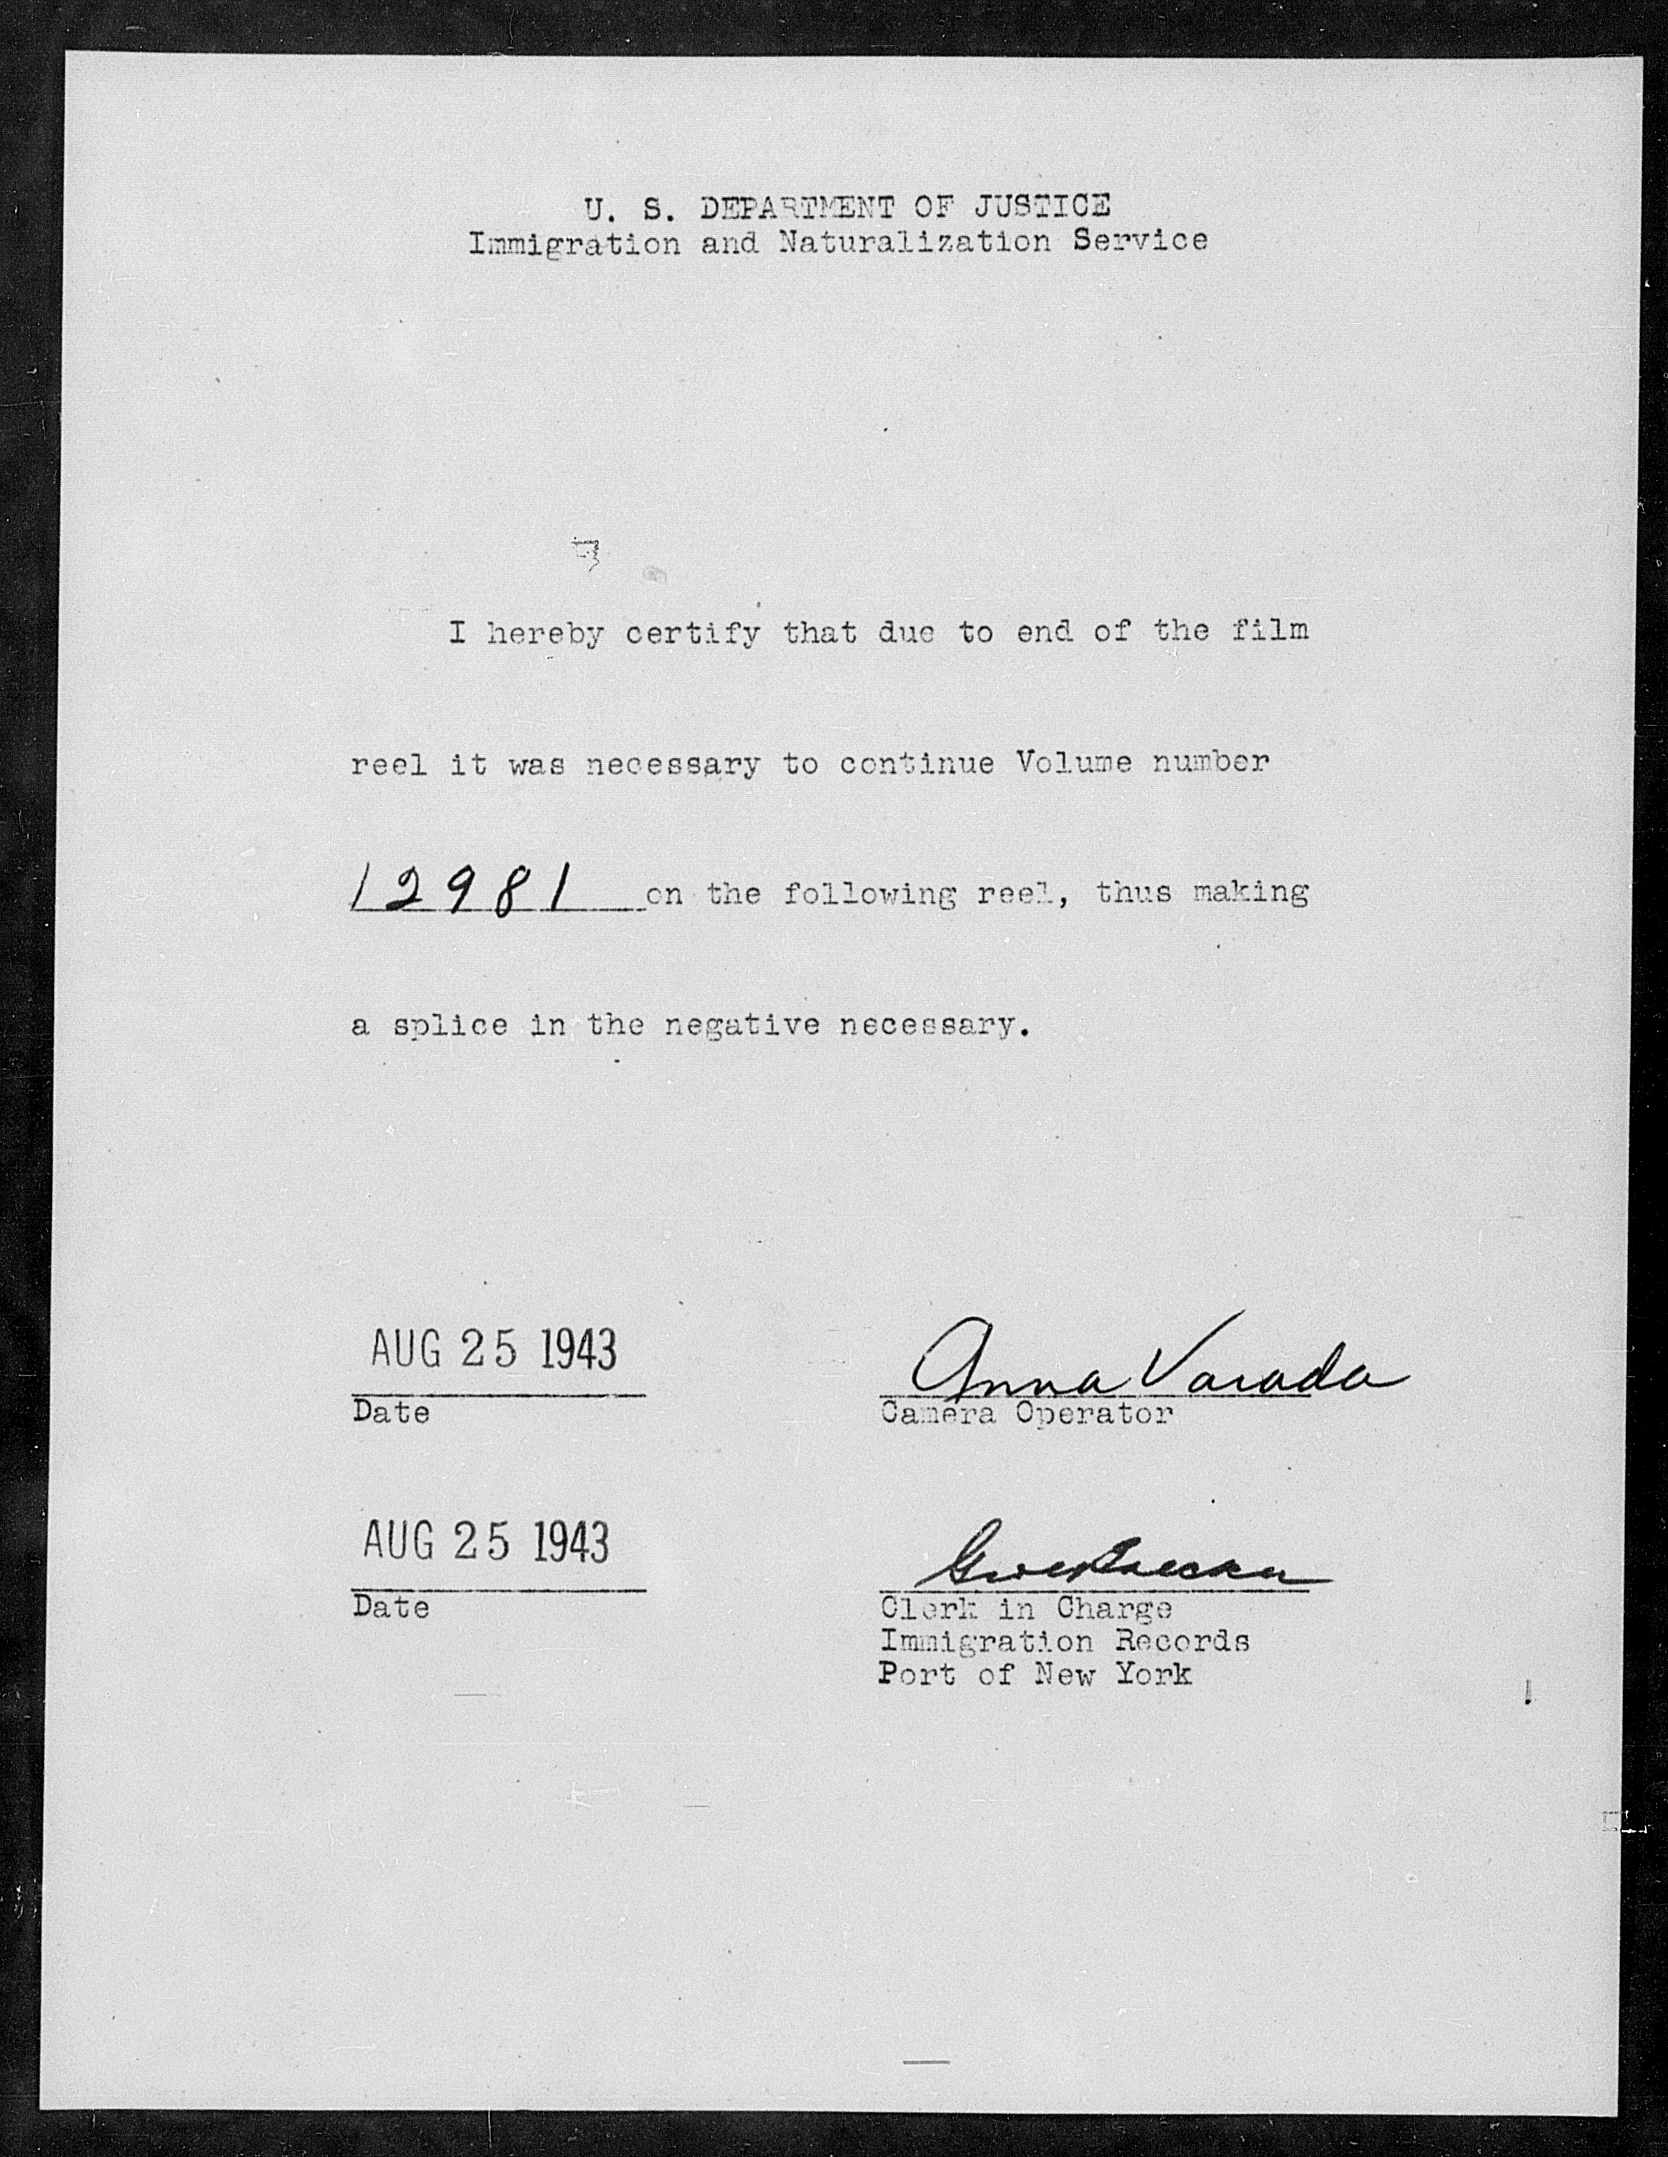 U. S. DEPARTMENT OF JUSTICE
Immigration and Naturalization Service
I hereby certify that due to end of the film
reel it was necessary to continue Volume number
12981 on the following reel, thus making
a splice in the negative necessary.
AUG 25 1943
Anna Varada
Date
Camera Operator
AUG 25 1943
Date
Clerk in Charge
Immigration Records
Port of New York